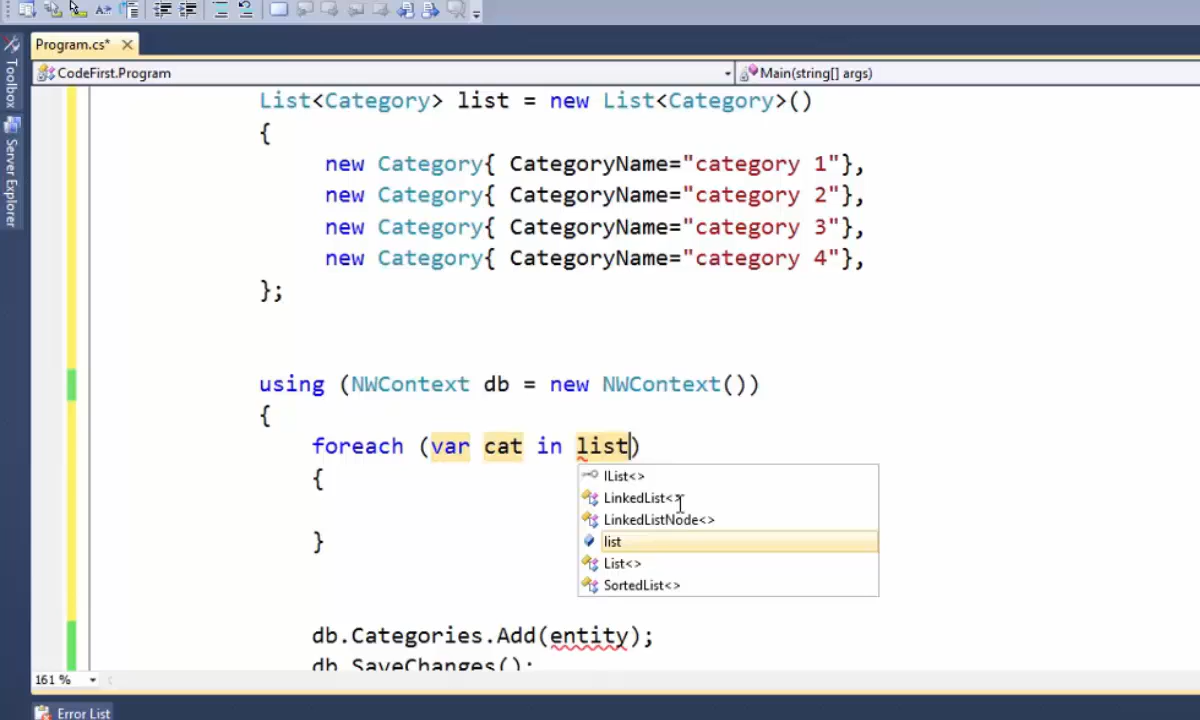 Program.cs*
CodeFirst.Program
Main(string[] args)
Toolbox
Server Explorer
List<Category> list = new List<Category>()
{
new Category{ CategoryName="category 1"},
new Category{ CategoryName="category 2"},
new Category{ CategoryName="category 3"},
new Category{ CategoryName="category 4"},
};
using (NWContext db = new NWContext())
{
foreach (var cat in list)
{
IList<>
LinkedList<>
LinkedListNode<>
list
List<>
SortedList<>
}
db.Categories.Add(entity);
db.SaveChanges();
161 %
Error List